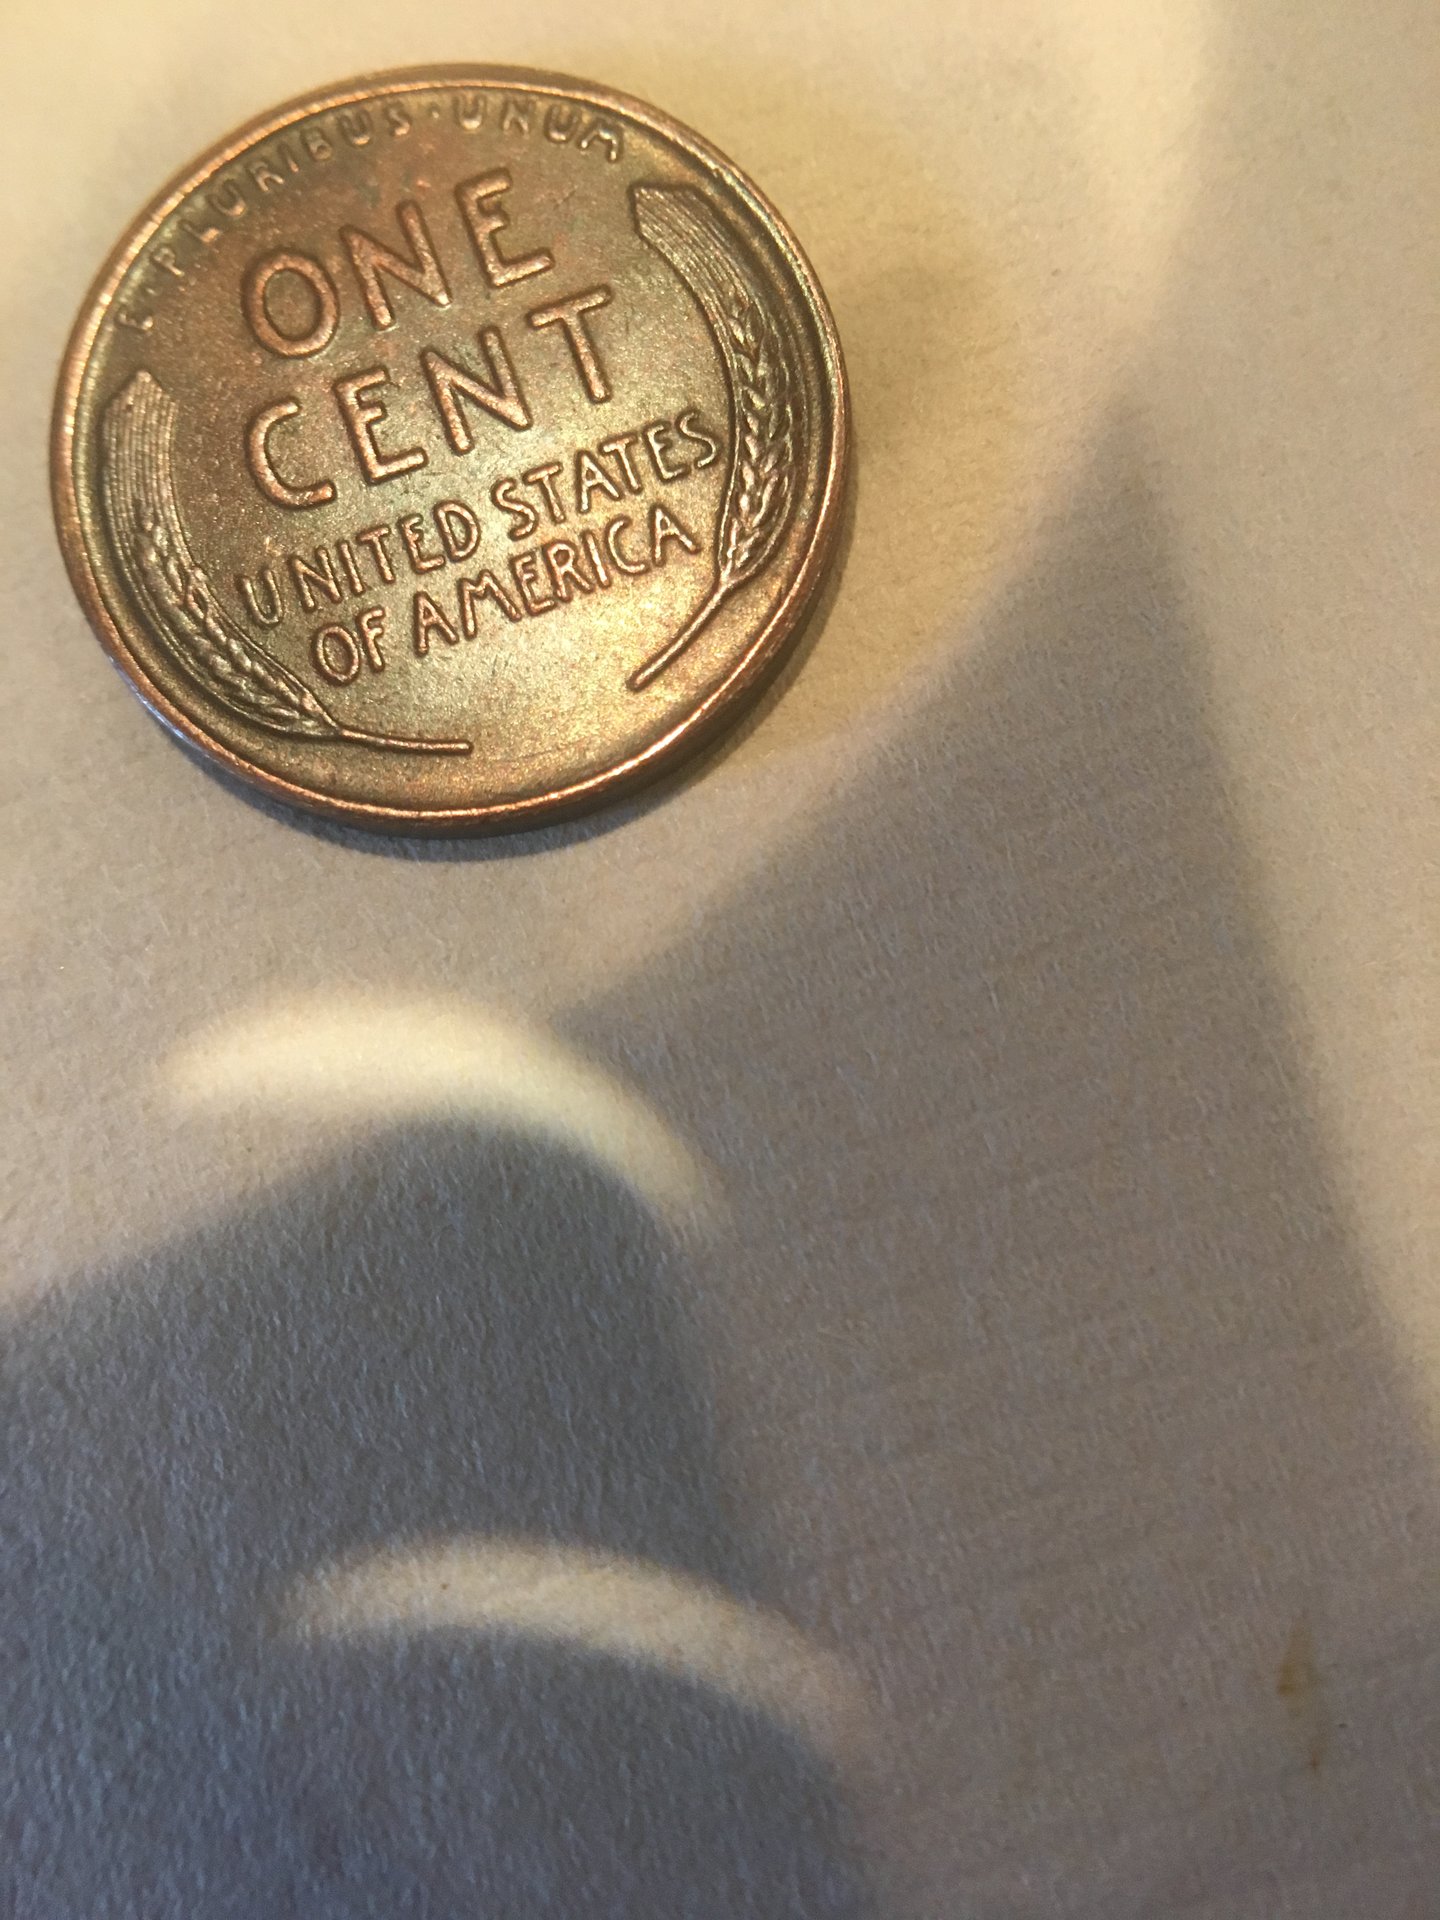 E · PLURIBUS · UNUM
ONE
CENT
UNITED STATES
OF AMERICA